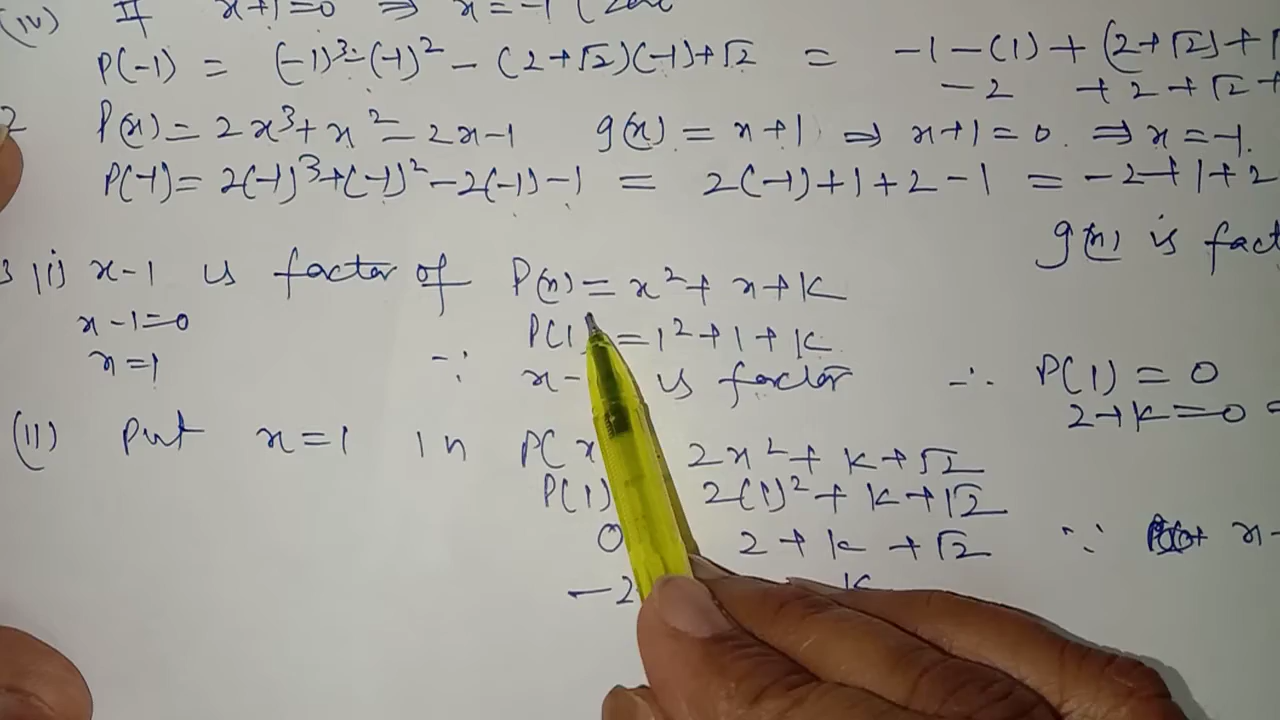 (iv) If x+1=0 ⇒ x=-1
P(-1) = (-1)³-(-1)² - (2+√2)(-1)+√2 = -1-(1)+(2+√2)+
-2 +2+√2+
2 P(x)=2x³+x²-2x-1 g(x)=x+1 ⇒ x+1=0 ⇒ x=-1.
P(-1)=2(-1)³+(-1)²-2(-1)-1 = 2(-1)+1+2-1 = -2+1+2
g(x) is
3 (i) x-1 is factor of P(x)=x²+x+K
x-1=0 P(1 =1²+1+K
x=1 ∵ x- is factor ∴ P(1)=0
2+K=0
(II) Put x=1 in P(x 2x²+K+√2
P(1) 2(1)²+K+√2
0 2+K+√2 ∵ x-
-2 K